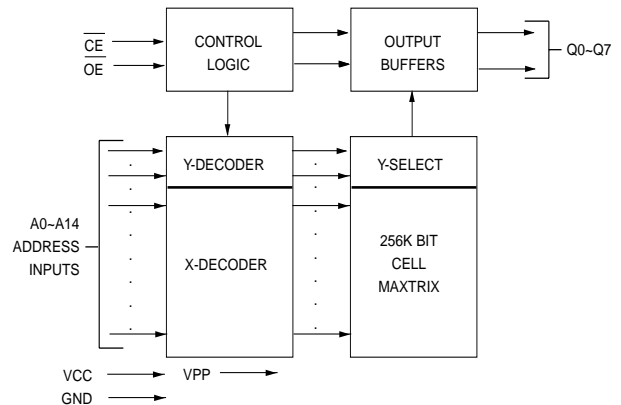 CE
OE
CONTROL
LOGIC
OUTPUT
BUFFERS
Q0~Q7
Y-DECODER
Y-SELECT
A0~A14
ADDRESS
INPUTS
X-DECODER
256K BIT
CELL
MAXTRIX
VCC
VPP
GND